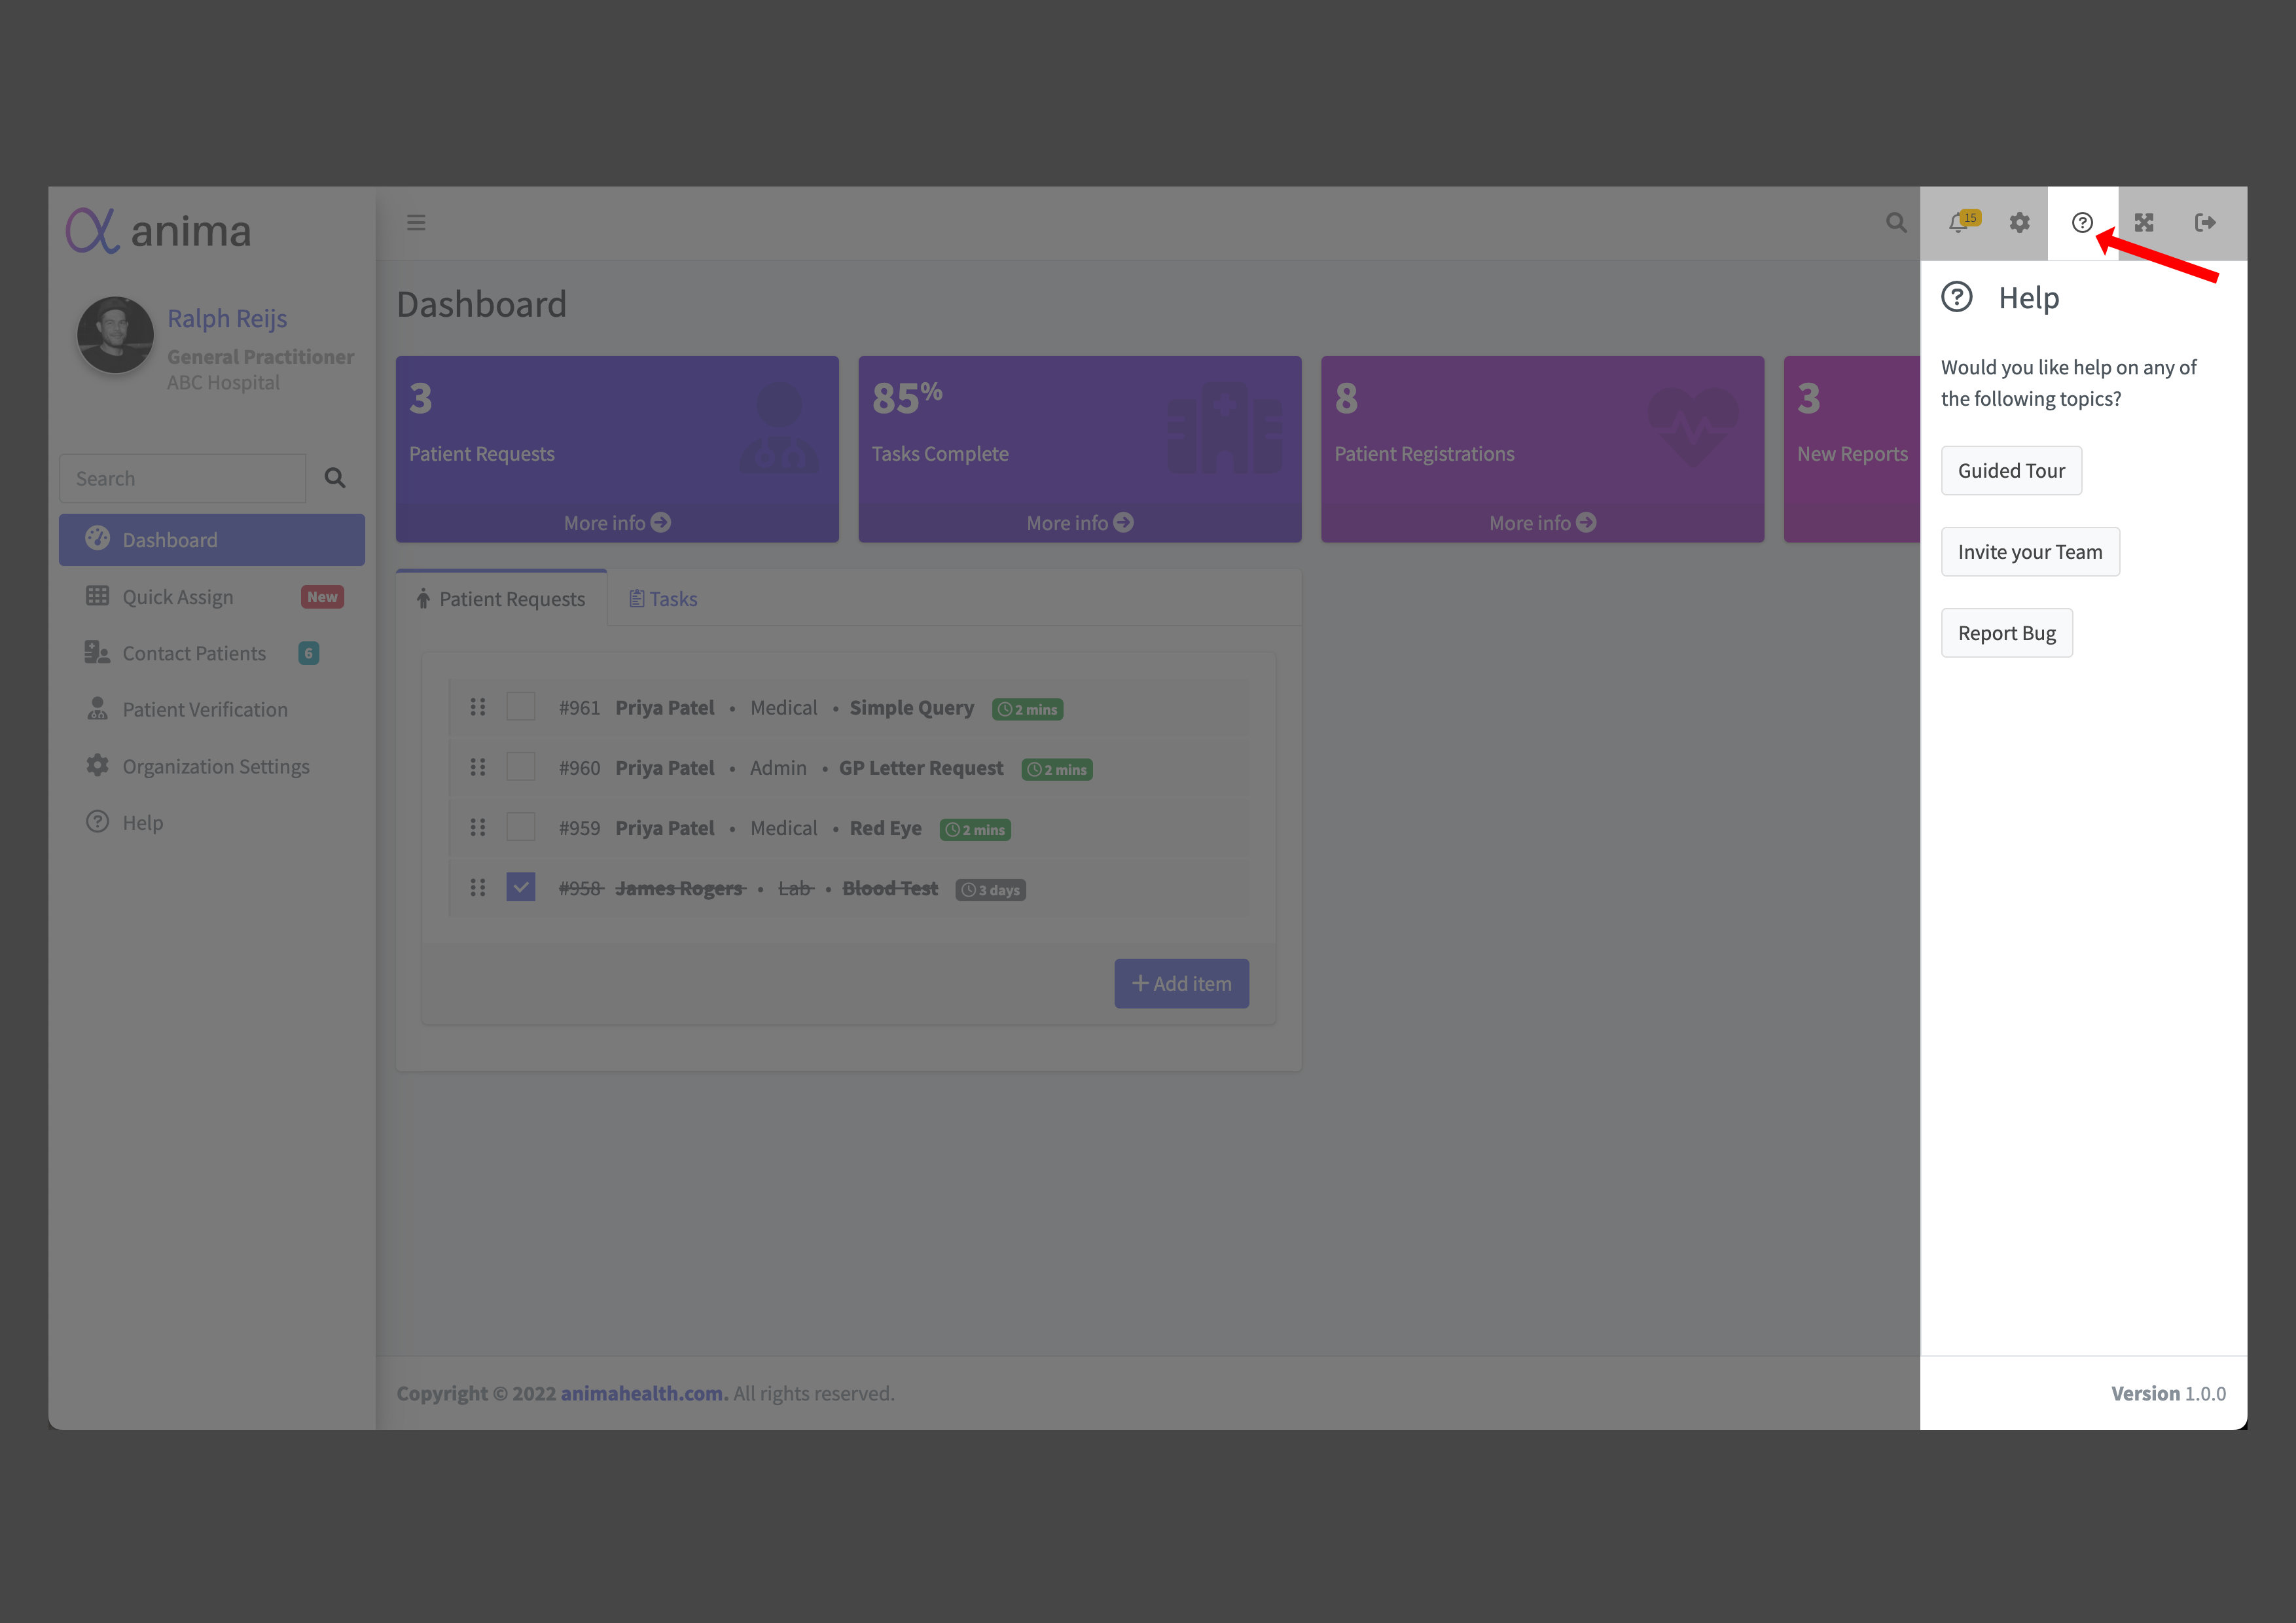 anima
Ralph Reijs
General Practitioner
ABC Hospital
Search
Dashboard
Quick Assign New
Contact Patients 6
Patient Verification
Organization Settings
Help
15
Dashboard
3
Patient Requests
More info
85%
Tasks Complete
More info
8
Patient Registrations
More info
3
New Reports
Patient Requests Tasks
#961 Priya Patel • Medical • Simple Query 2 mins
#960 Priya Patel • Admin • GP Letter Request 2 mins
#959 Priya Patel • Medical • Red Eye 2 mins
#958 James Rogers • Lab • Blood Test 3 days
+ Add item
Help
Would you like help on any of
the following topics?
Guided Tour
Invite your Team
Report Bug
Copyright © 2022 animahealth.com. All rights reserved.
Version 1.0.0